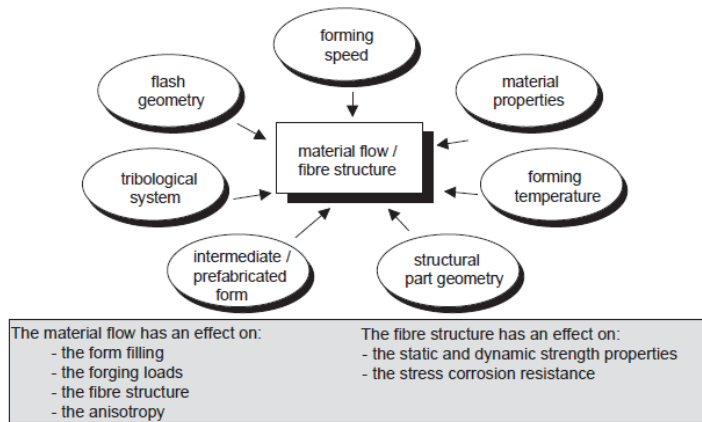 forming
speed
flash
geometry
material
properties
material flow /
fibre structure
tribological
system
forming
temperature
intermediate /
prefabricated
form
structural
part geometry
The material flow has an effect on:
- the form filling
- the forging loads
- the fibre structure
- the anisotropy
The fibre structure has an effect on:
- the static and dynamic strength properties
- the stress corrosion resistance